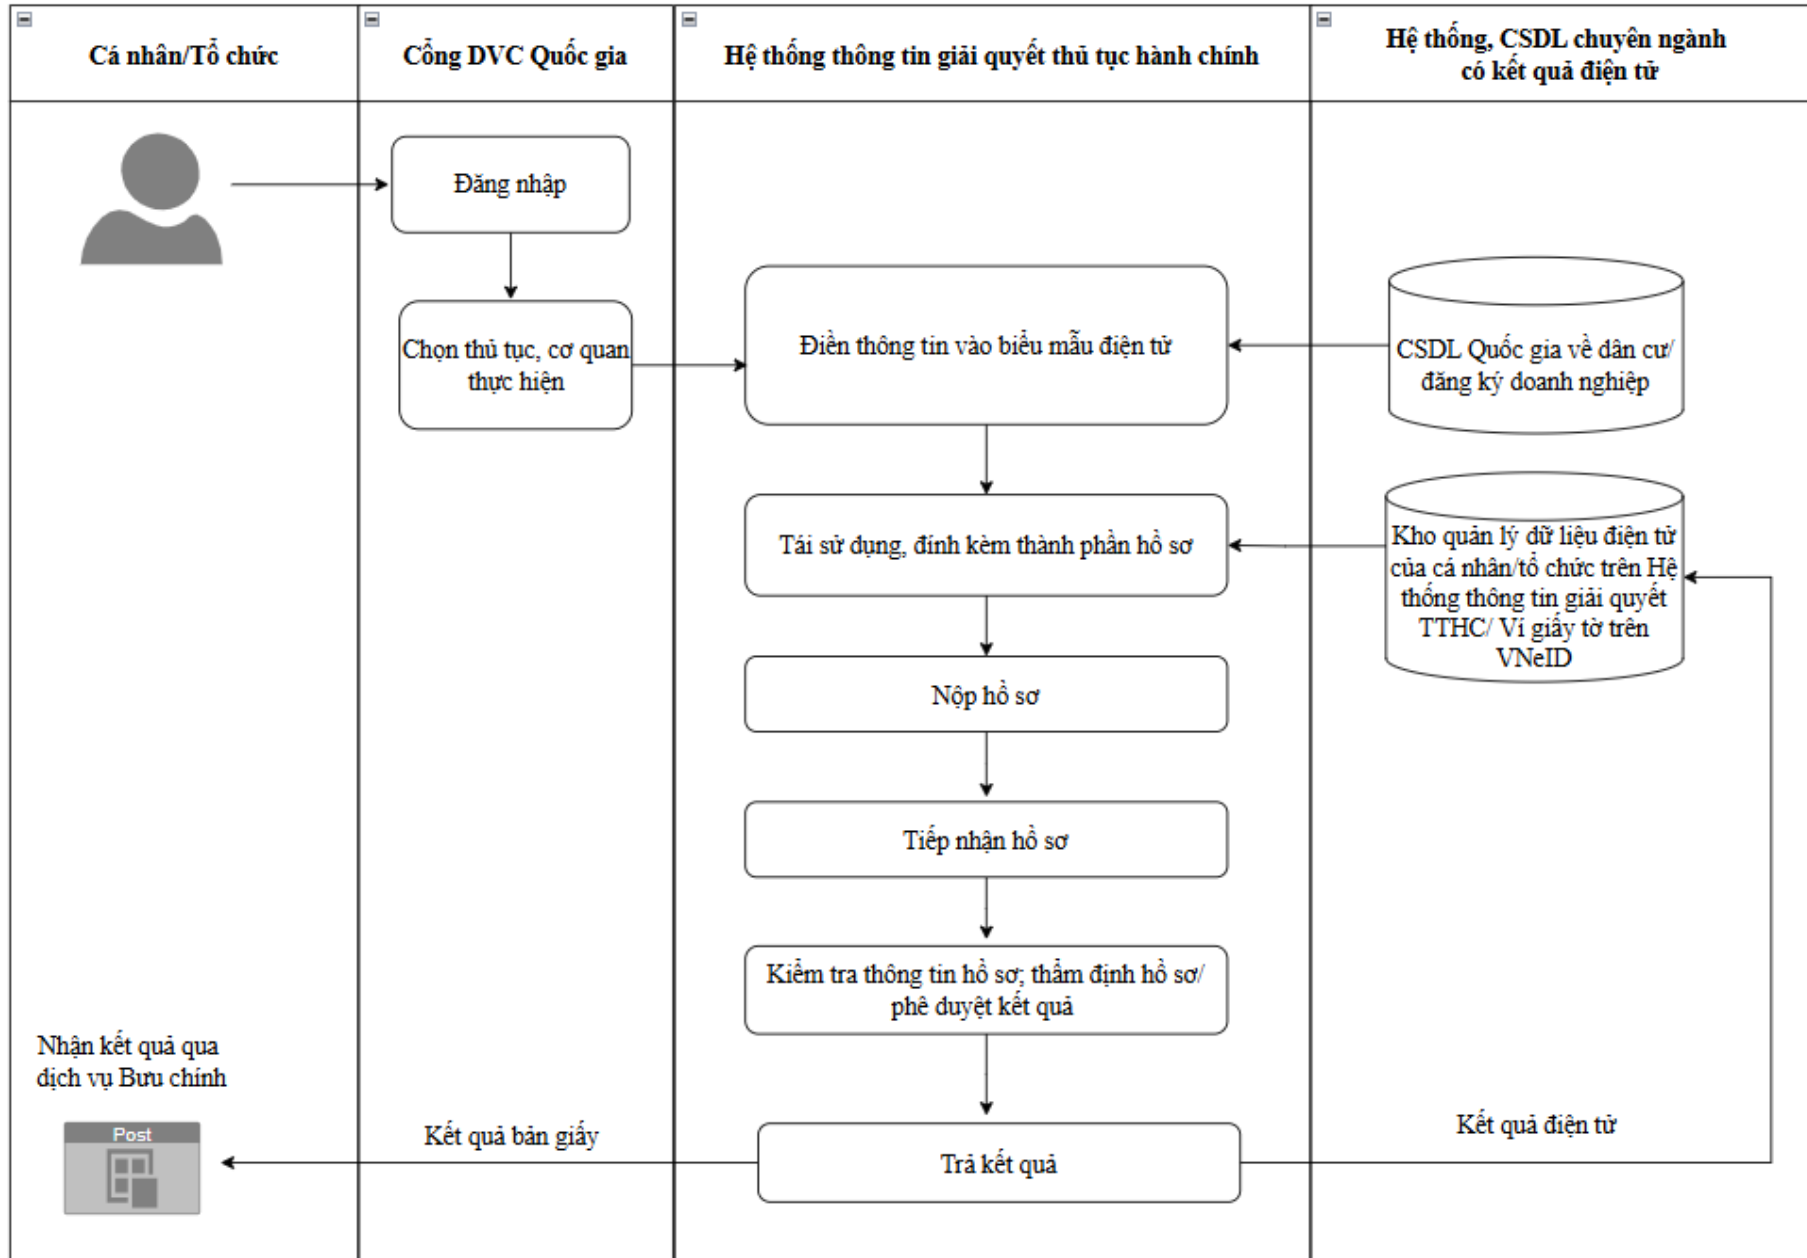 Cá nhân/Tổ chức
Cổng DVC Quốc gia
Hệ thống thông tin giải quyết thủ tục hành chính
Hệ thống, CSDL chuyên ngành
có kết quả điện tử
Đăng nhập
Chọn thủ tục, cơ quan
thực hiện
Điền thông tin vào biểu mẫu điện tử
CSDL Quốc gia về dân cư/
đăng ký doanh nghiệp
Tái sử dụng, đính kèm thành phần hồ sơ
Kho quản lý dữ liệu điện tử
của cá nhân/tổ chức trên Hệ
thống thông tin giải quyết
TTHC/ Ví giấy tờ trên
VNeID
Nộp hồ sơ
Tiếp nhận hồ sơ
Kiểm tra thông tin hồ sơ; thẩm định hồ sơ/
phê duyệt kết quả
Nhận kết quả qua
dịch vụ Bưu chính
Post
Kết quả bản giấy
Trả kết quả
Kết quả điện tử